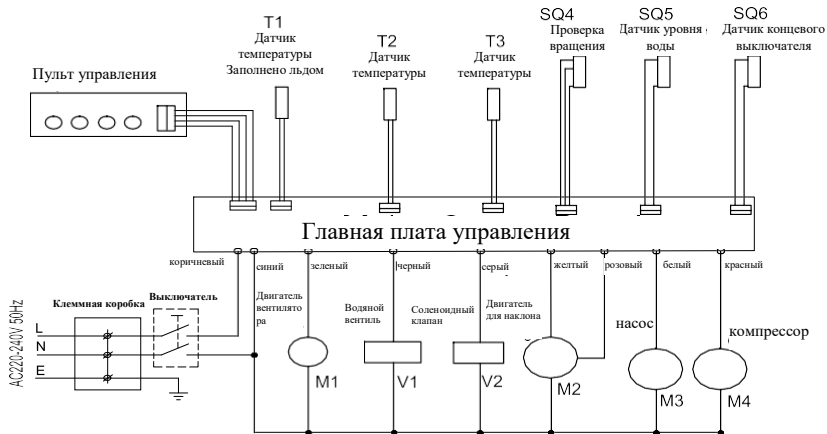 T1
Датчик
температуры
Заполнено льдом
T2
Датчик
температуры
T3
Датчик
температуры
SQ4
Проверка
вращения
SQ5
Датчик уровня
воды
SQ6
Датчик концевого
выключателя
Пульт управления
Главная плата управления
коричневый
синий
зеленый
черный
серый
желтый
розовый
белый
красный
Клеммная коробка
Выключатель
AC220-240V 50Hz
L
N
E
Двигатель
вентилято
ра
M1
Водяной
вентиль
V1
Соленоидный
клапан
V2
Двигатель
для наклона
M2
насос
M3
компрессор
M4